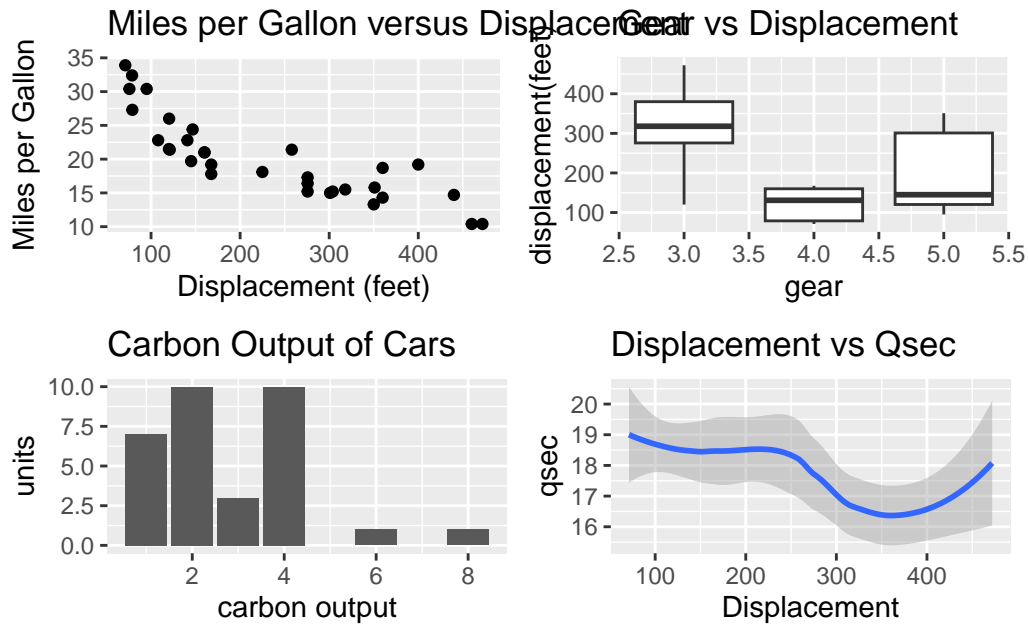 Miles per Gallon versus Displacement
Miles per Gallon
35
30
25
20
15
10
100 200 300 400
Displacement (feet)
Gear vs Displacement
displacement(feet)
400
300
200
100
2.5 3.0 3.5 4.0 4.5 5.0 5.5
gear
Carbon Output of Cars
units
10.0
7.5
5.0
2.5
0.0
2 4 6 8
carbon output
Displacement vs Qsec
qsec
20
19
18
17
16
100 200 300 400
Displacement